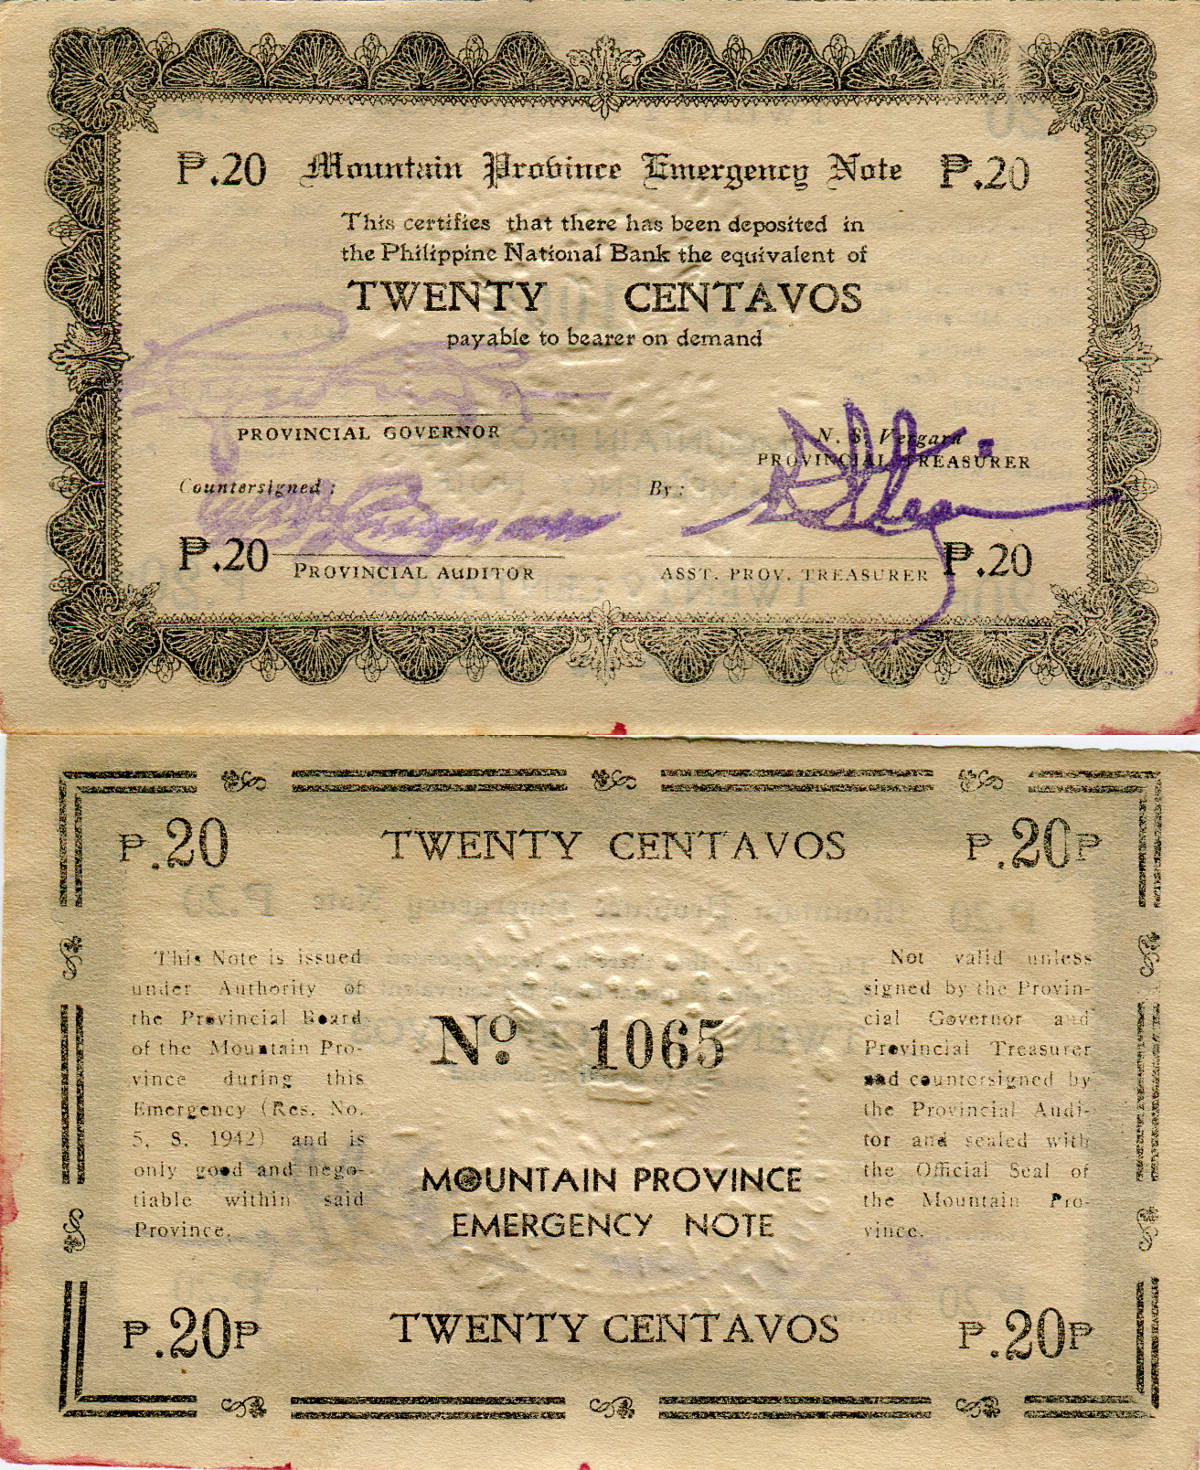 ₱.20 Mountain Province Emergency Note ₱.20
This certifies that there has been deposited in
the Philippine National Bank the equivalent of
TWENTY CENTAVOS
payable to bearer on demand
PROVINCIAL GOVERNOR
N. S. Vergara
PROVINCIAL TREASURER
Countersigned :
By :
₱.20
PROVINCIAL AUDITOR
ASST. PROV. TREASURER
₱.20
₱.20 TWENTY CENTAVOS ₱.20₱
This Note is issued
under Authority of
the Provincial Board
of the Mountain Pro-
vince during this
Emergency (Res. No.
5, S. 1942) and is
only good and nego-
tiable within said
Province.
No. 1065
MOUNTAIN PROVINCE
EMERGENCY NOTE
Not valid unless
signed by the Provin-
cial Governor and
Provincial Treasurer
and countersigned by
the Provincial Audi-
tor and sealed with
the Official Seal of
the Mountain Pro-
vince.
₱.20₱ TWENTY CENTAVOS ₱.20₱